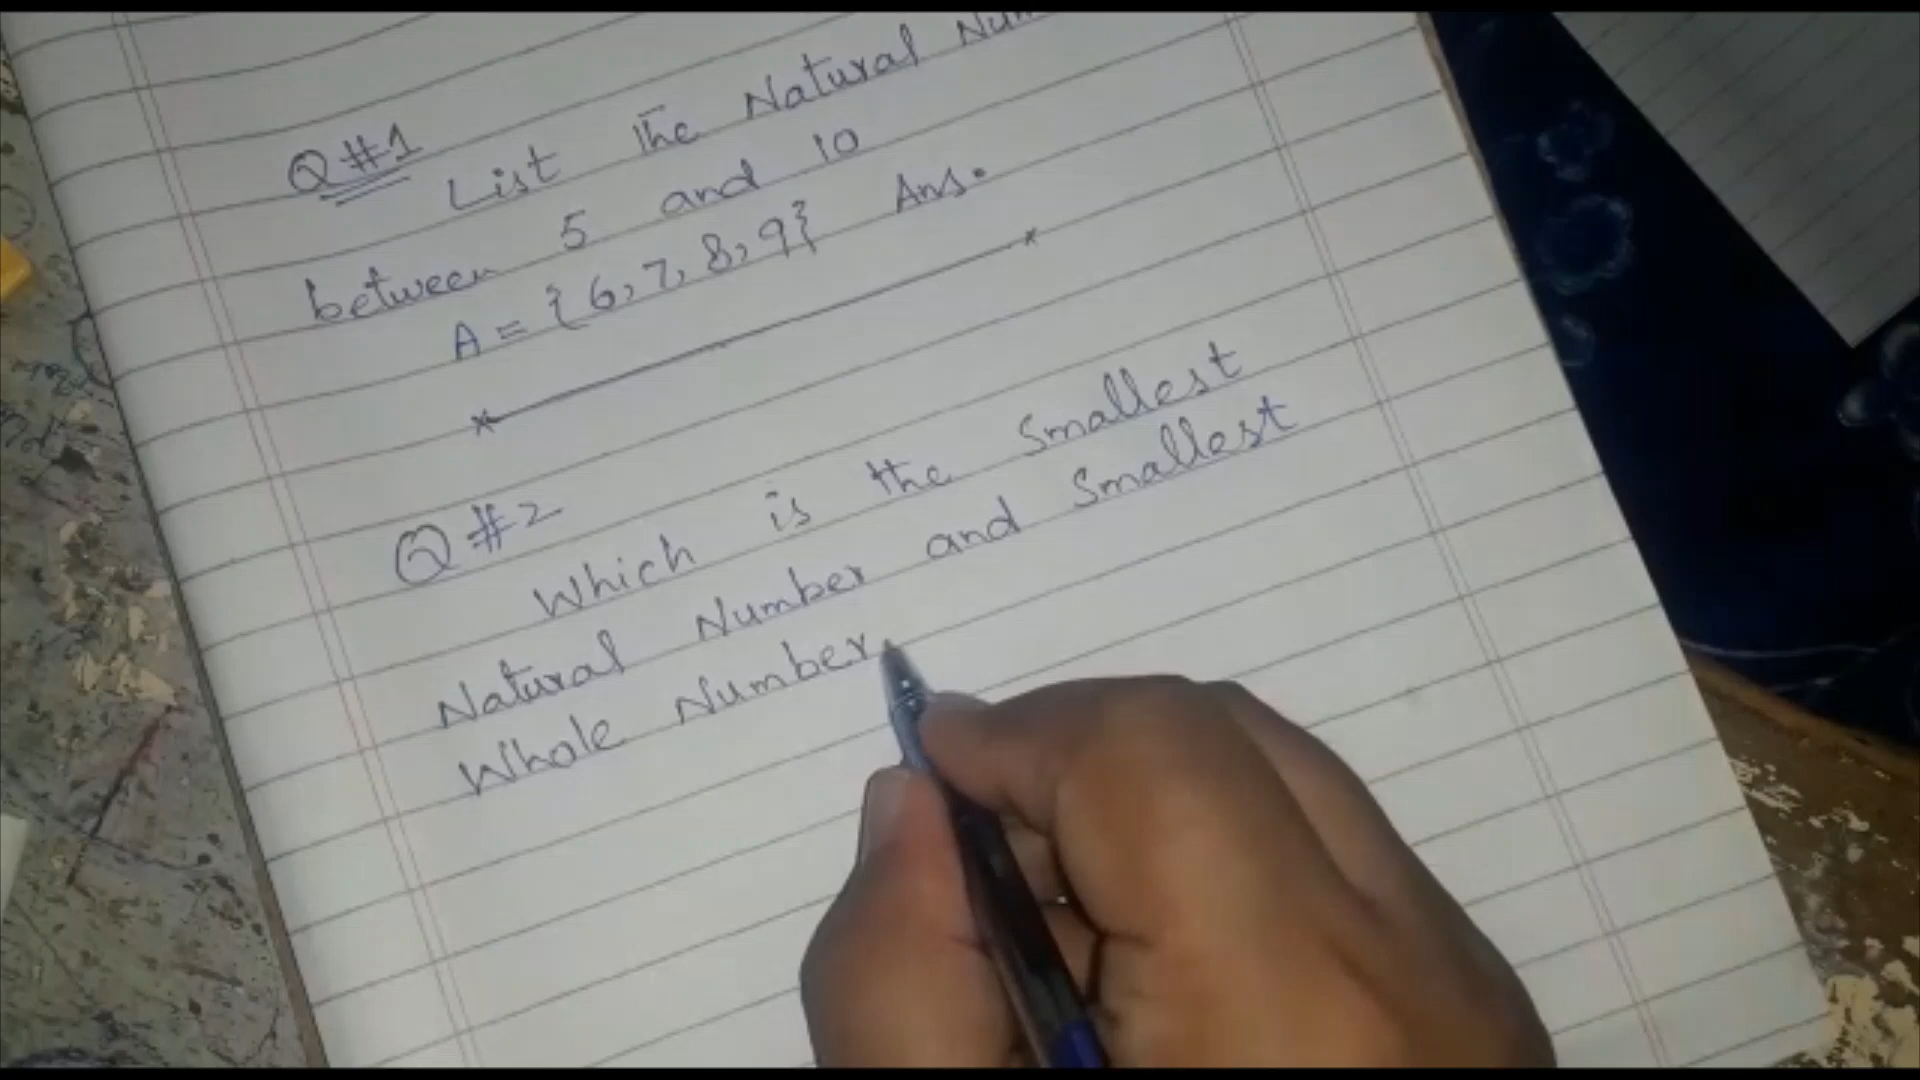 Q#1
List The Natural
between 5 and 10
A = {6, 7, 8, 9} Ans.
Q#2
Which is the Smallest
Natural Number and Smallest
Whole Number